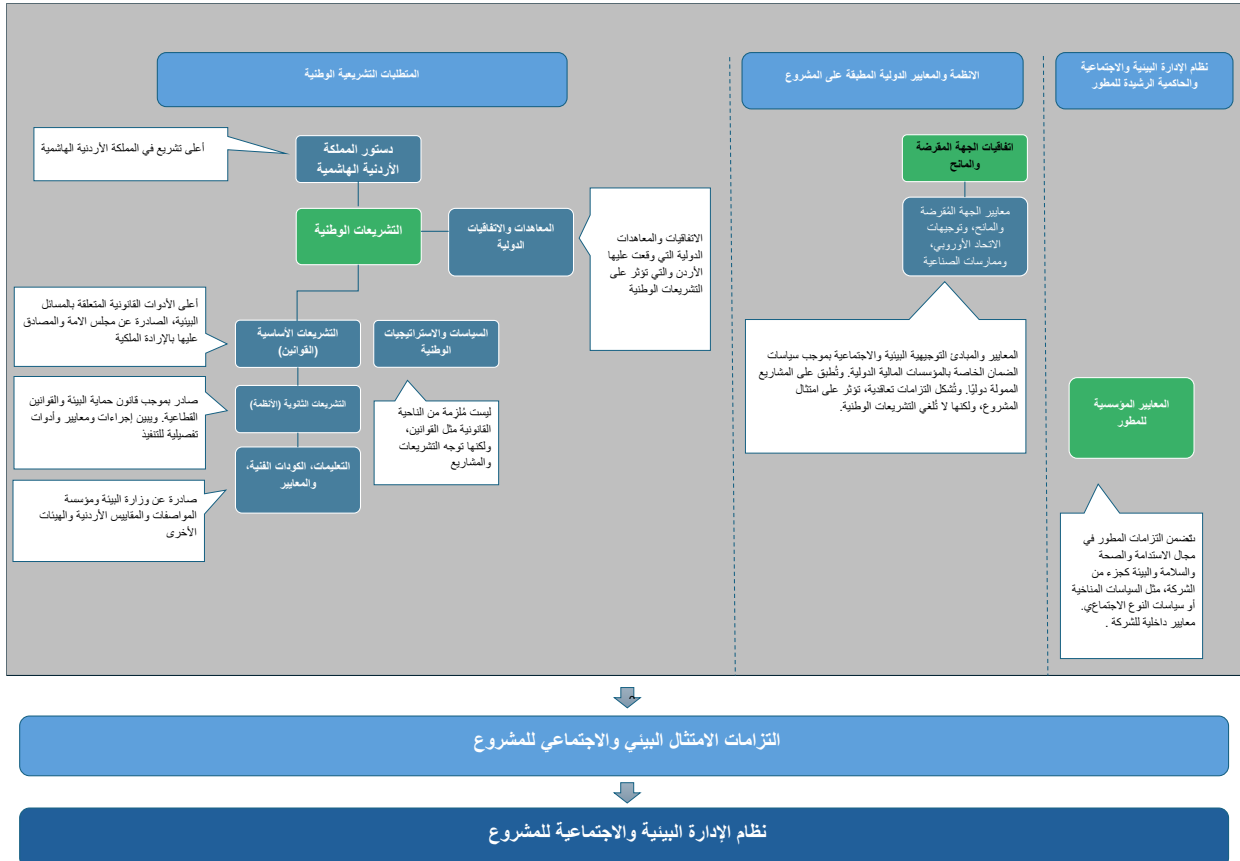 نظام الإدارة البيئية والاجتماعية
والحاكمية الرشيدة للمطور
الانظمة والمعايير الدولية المطبقة على المشروع
المتطلبات التشريعية الوطنية
دستور المملكة
الأردنية الهاشمية
أعلى تشريع في المملكة الأردنية الهاشمية
التشريعات الوطنية
المعاهدات والاتفاقيات
الدولية
الاتفاقيات والمعاهدات
الدولية التي وقعت عليها
الأردن والتي تؤثر على
التشريعات الوطنية
التشريعات الأساسية
(القوانين)
أعلى الأدوات القانونية المتعلقة بالمسائل
البيئية، الصادرة عن مجلس الامة والمصادق
عليها بالإرادة الملكية
السياسات والاستراتيجيات
الوطنية
ليست مُلزمة من الناحية
القانونية مثل القوانين،
ولكنها توجه التشريعات
والمشاريع
التشريعات الثانوية (الأنظمة)
صادر بموجب قانون حماية البيئة والقوانين
القطاعية. ويبين إجراءات ومعايير وأدوات
تفصيلية للتنفيذ
التعليمات، الكودات الفنية،
والمعايير
صادرة عن وزارة البيئة ومؤسسة
المواصفات والمقاييس الأردنية والهيئات
الأخرى
اتفاقيات الجهة المقرضة
والمانح
معايير الجهة المُقرضة
والمانح، وتوجيهات
الاتحاد الأوروبي،
وممارسات الصناعية
المعايير والمبادئ التوجيهية البيئية والاجتماعية بموجب سياسات
الضمان الخاصة بالمؤسسات المالية الدولية. وتُطبق على المشاريع
الممولة دوليًا. وتُشكل التزامات تعاقدية، تؤثر على امتثال
المشروع، ولكنها لا تُلغي التشريعات الوطنية.
المعايير المؤسسية
للمطور
تتضمن التزامات المطور في
مجال الاستدامة والصحة
والسلامة والبيئة كجزء من
الشركة، مثل السياسات المناخية
أو سياسات النوع الاجتماعي.
معايير داخلية للشركة .
التزامات الامتثال البيئي والاجتماعي للمشروع
نظام الإدارة البيئية والاجتماعية للمشروع